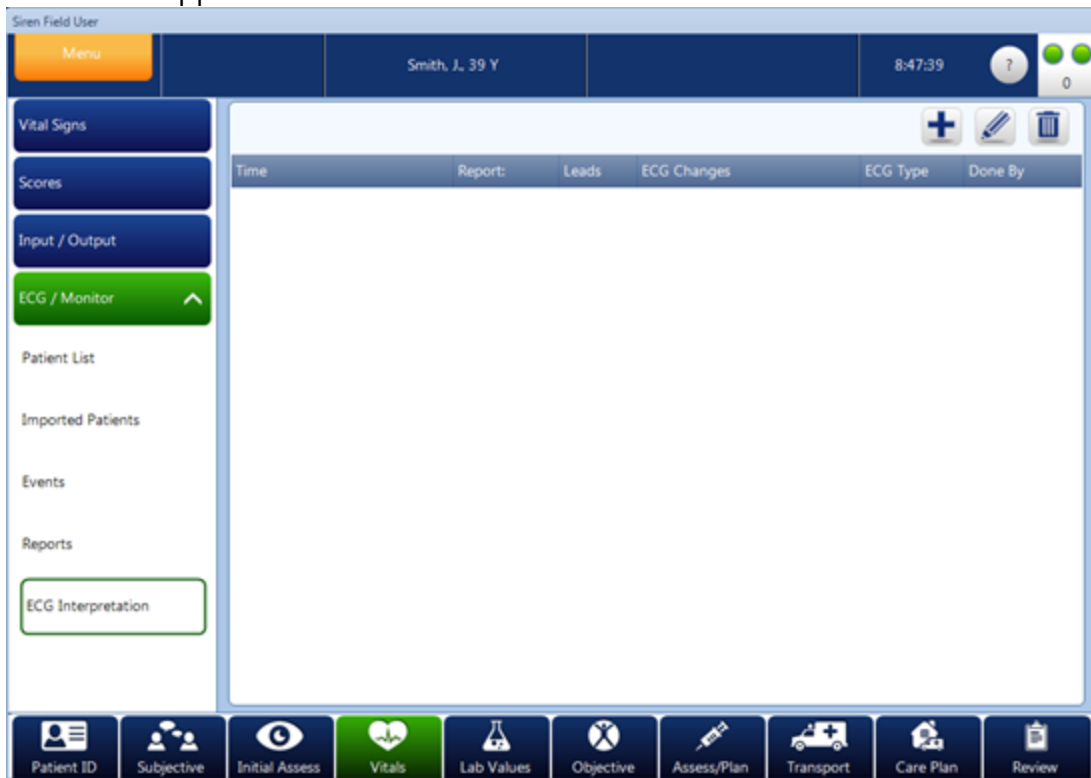 Siren Field User
Menu
Smith, J., 39 Y
8:47:39
?
0
Vital Signs
Scores
Input / Output
ECG / Monitor
Patient List
Imported Patients
Events
Reports
ECG Interpretation
Time Report: Leads ECG Changes ECG Type Done By
Patient ID Subjective Initial Assess Vitals Lab Values Objective Assess/Plan Transport Care Plan Review